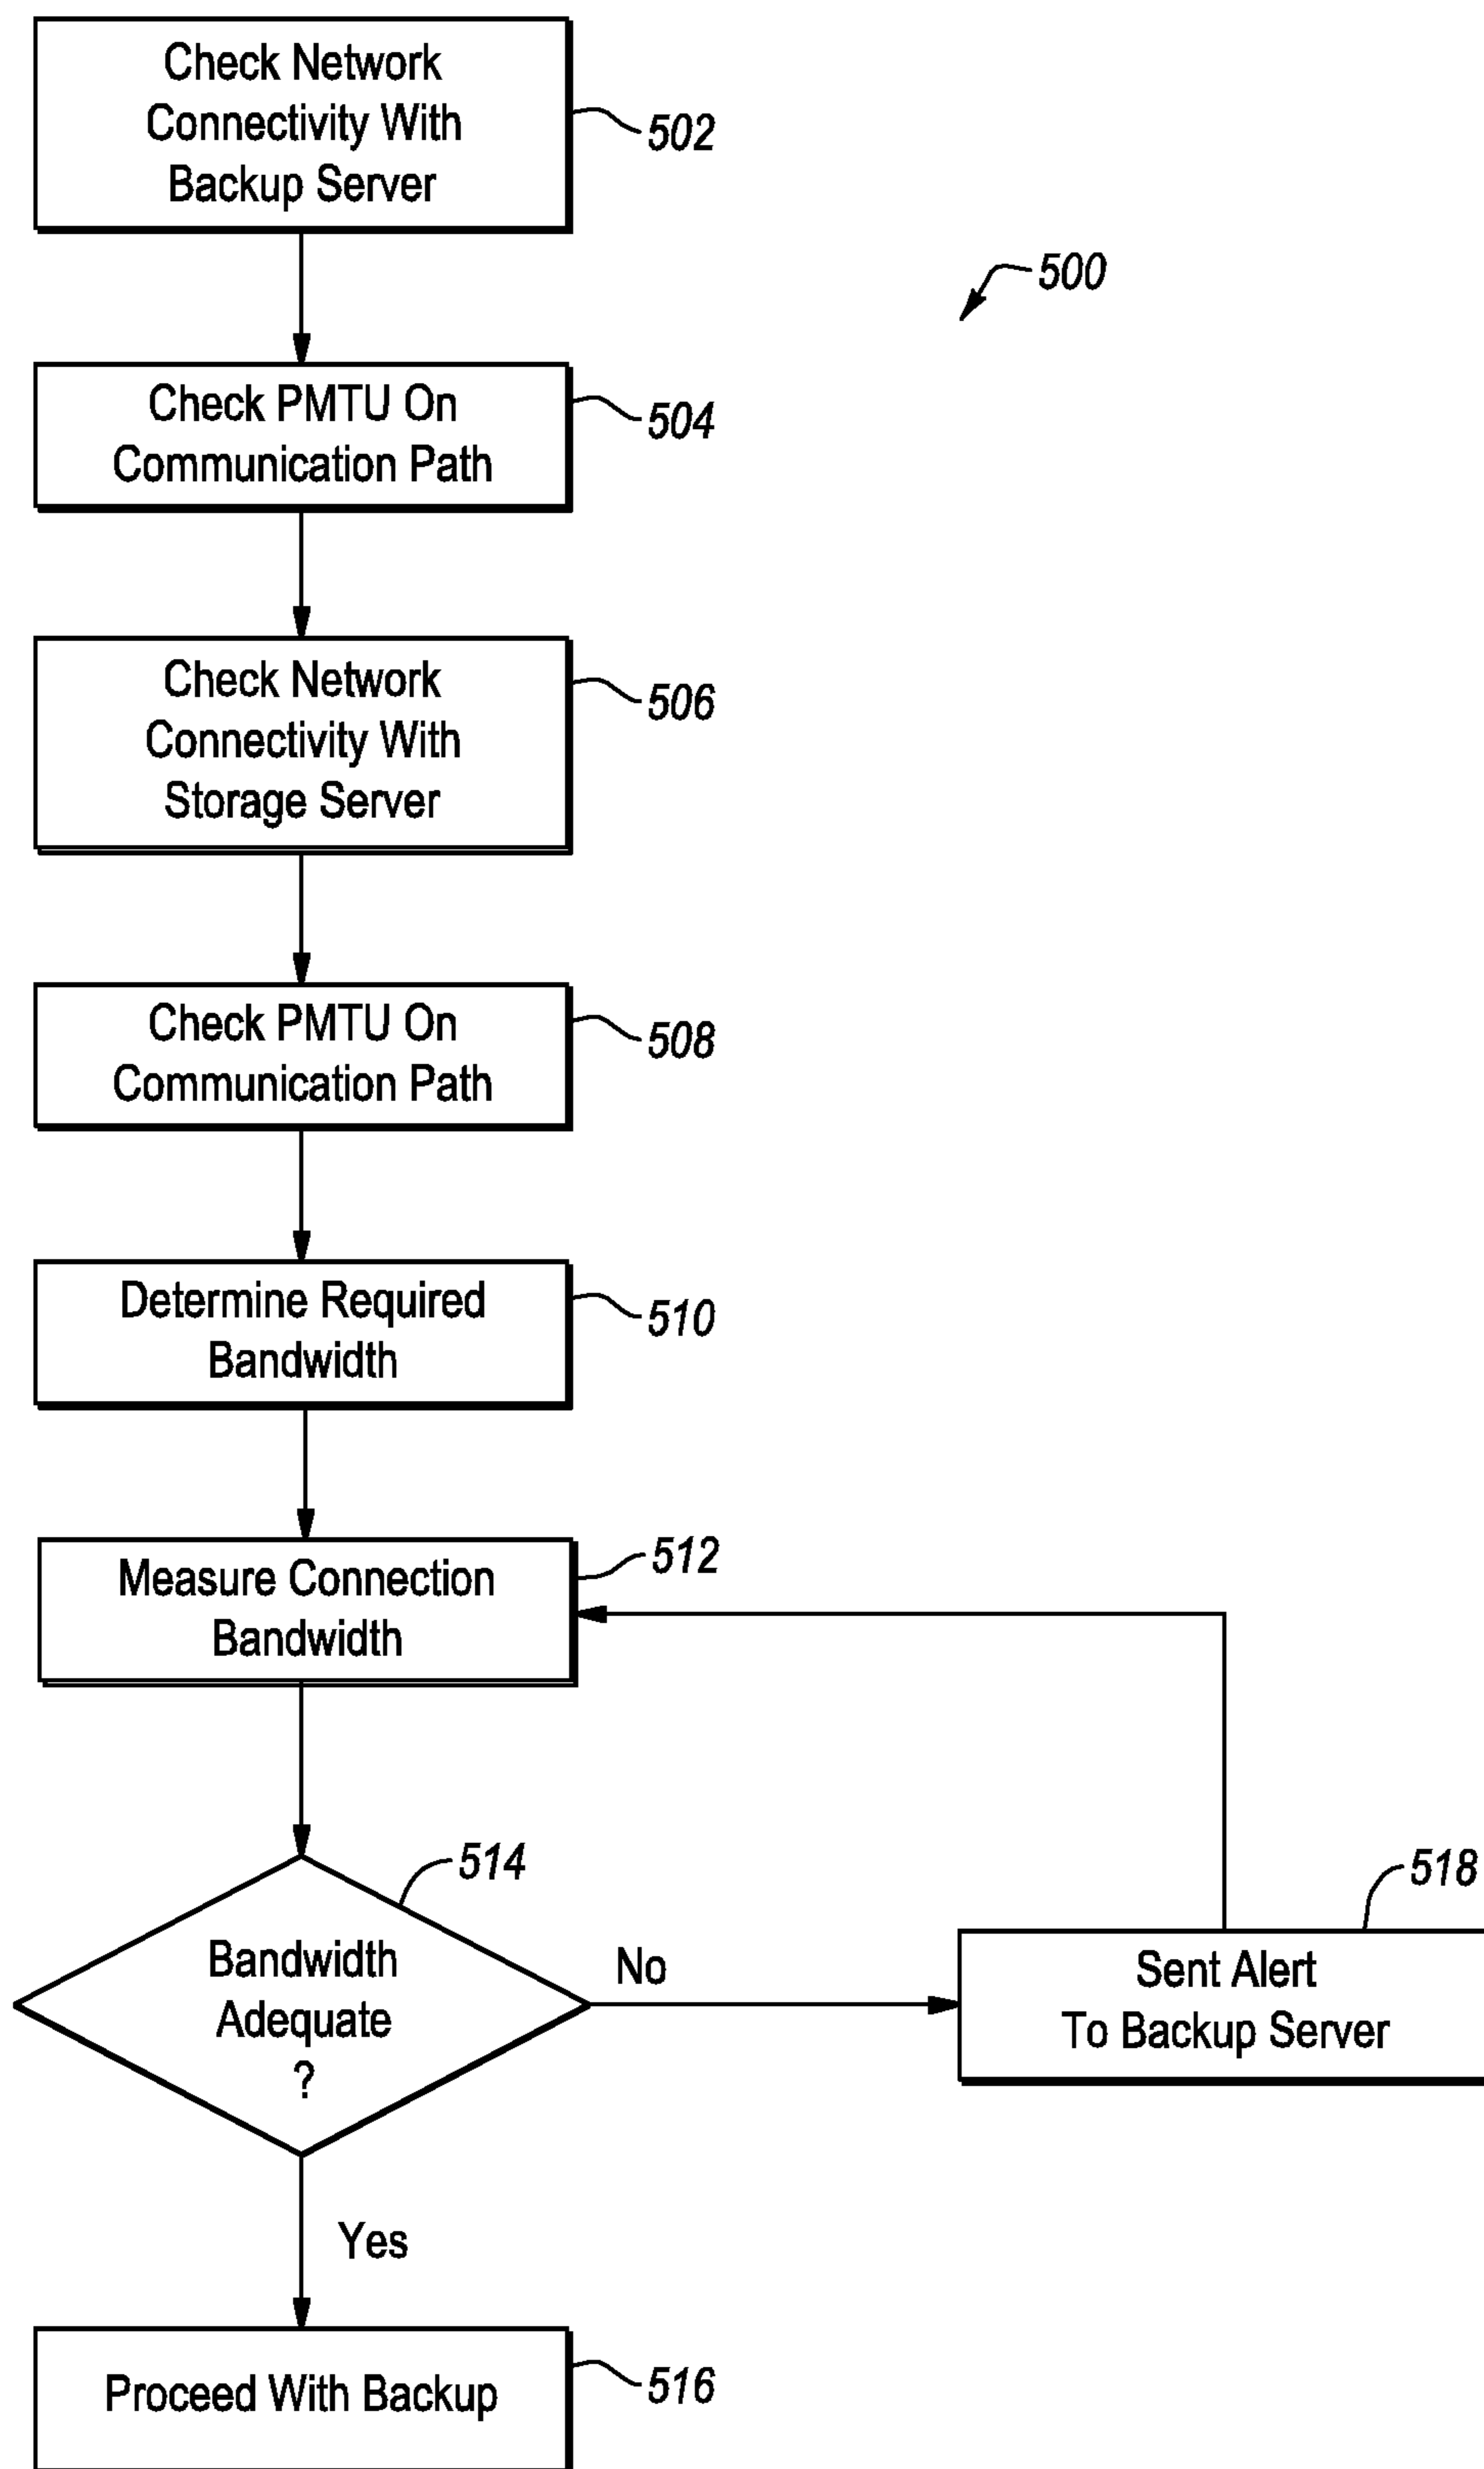 Check Network
Connectivity With
Backup Server
502
500
Check PMTU On
Communication Path
504
Check Network
Connectivity With
Storage Server
506
Check PMTU On
Communication Path
508
Determine Required
Bandwidth
510
Measure Connection
Bandwidth
512
Bandwidth
Adequate
?
514
No
Sent Alert
To Backup Server
518
Yes
Proceed With Backup
516